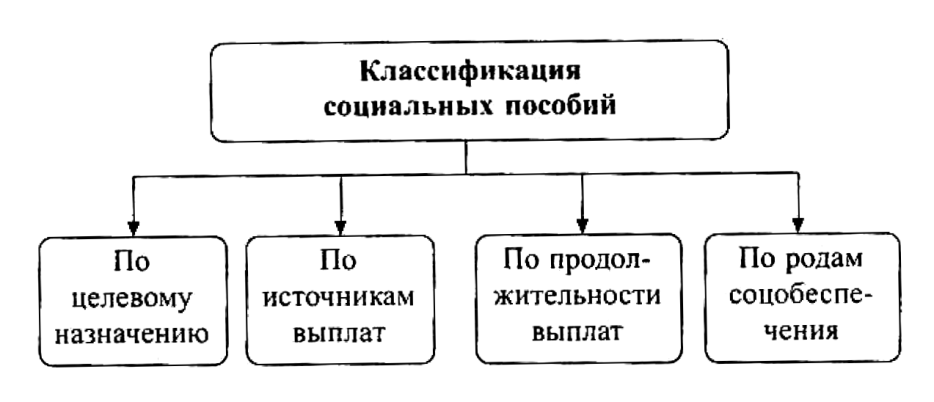 Классификация
социальных пособий
По
целевому
назначению
По
источникам
выплат
По продол-
жительности
выплат
По родам
соцобеспе-
чения